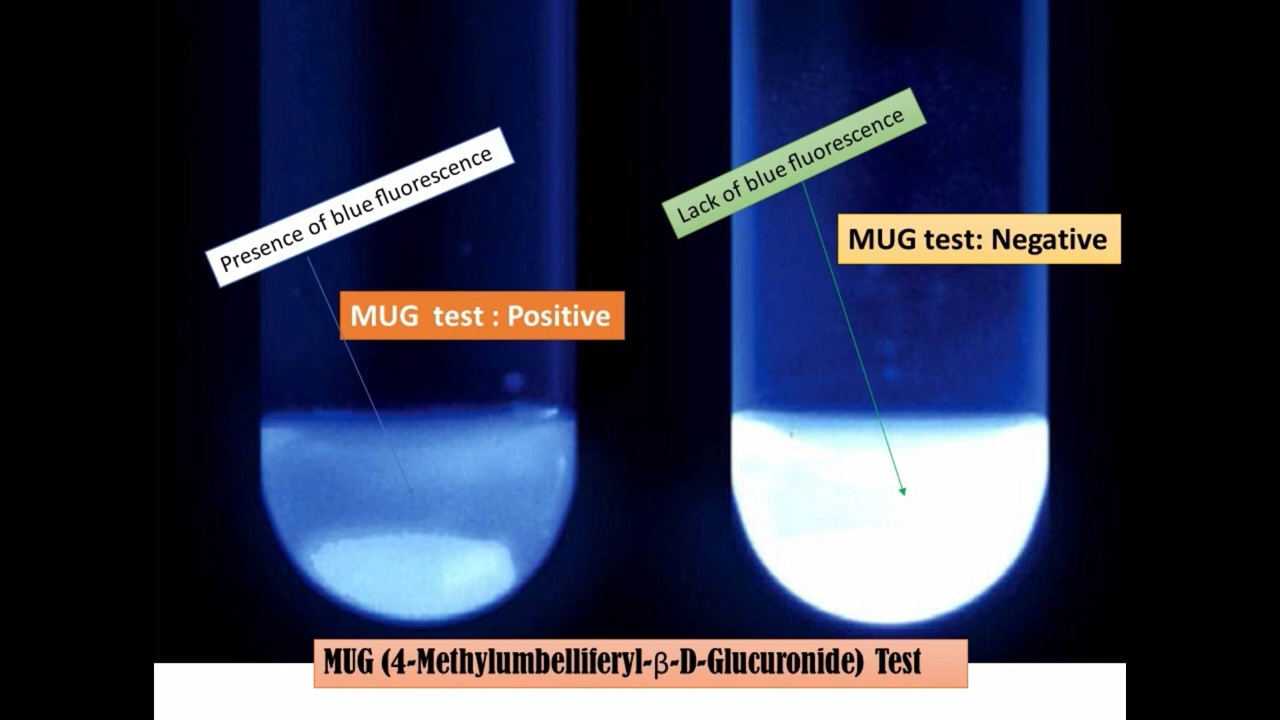 Presence of blue fluorescence
Lack of blue fluorescence
MUG test: Negative
MUG test : Positive
MUG (4-Methylumbelliferyl-β-D-Glucuronide) Test